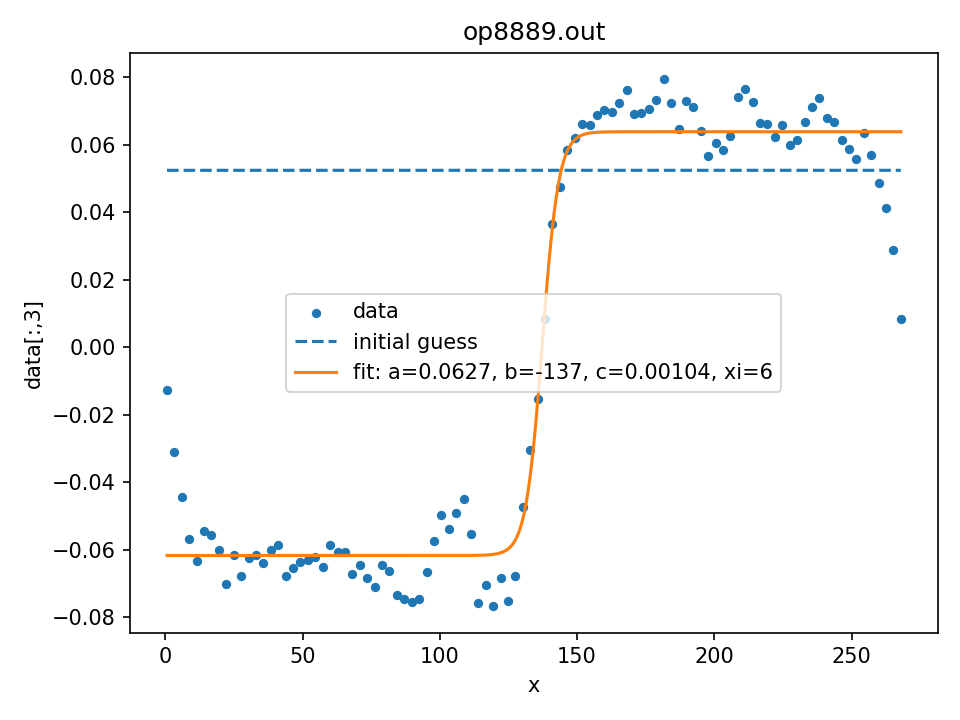 op8889.out
data[:,3]
0.08
0.06
0.04
0.02
0.00
−0.02
−0.04
−0.06
−0.08
data
initial guess
fit: a=0.0627, b=-137, c=0.00104, xi=6
0 50 100 150 200 250
x